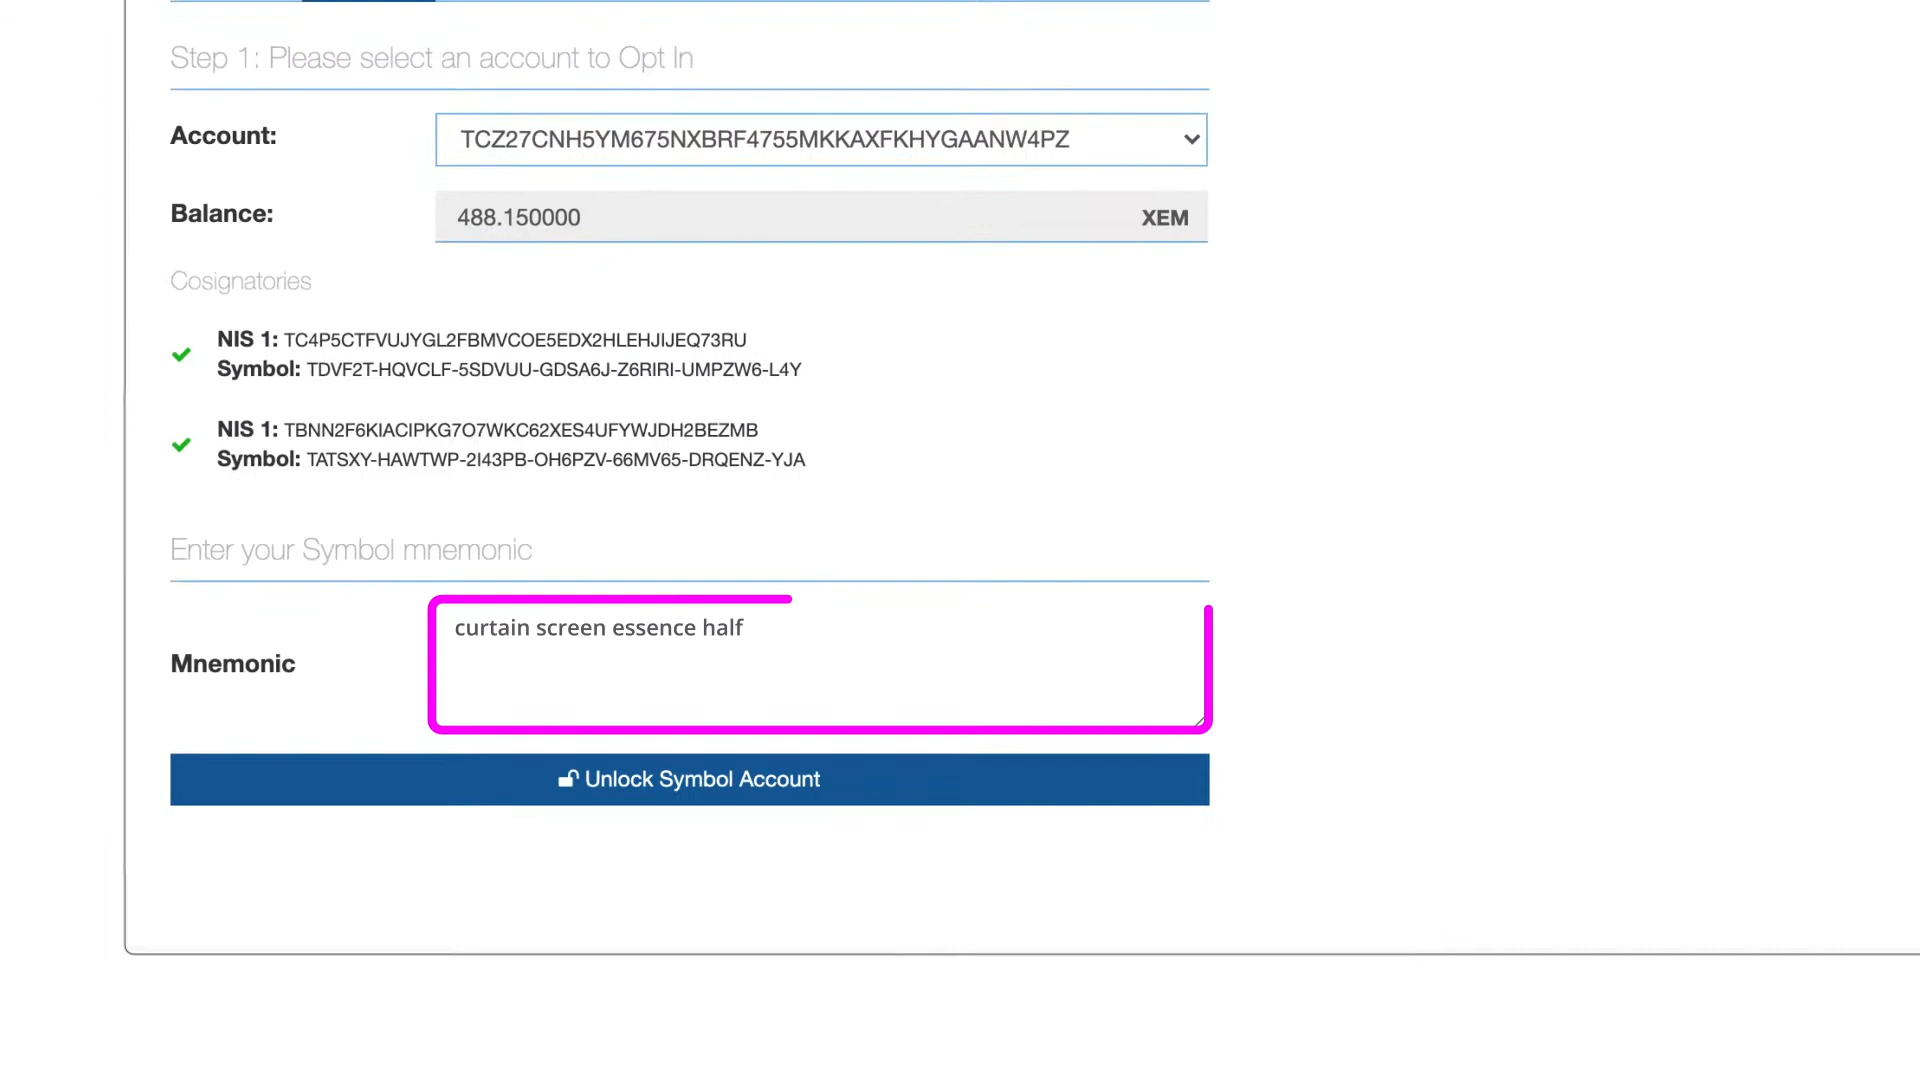 Step 1: Please select an account to Opt In
Account:
TCZ27CNH5YM675NXBRF4755MKKAXFKHYGAANW4PZ
Balance:
488.150000
XEM
Cosignatories
NIS 1: TC4P5CTFVUJYGL2FBMVCOE5EDX2HLEHJIJEQ73RU
Symbol: TDVF2T-HQVCLF-5SDVUU-GDSA6J-Z6RIRI-UMPZW6-L4Y
NIS 1: TBNN2F6KIACIPKG7O7WKC62XES4UFYWJDH2BEZMB
Symbol: TATSXY-HAWTWP-2I43PB-OH6PZV-66MV65-DRQENZ-YJA
Enter your Symbol mnemonic
Mnemonic
curtain screen essence half
Unlock Symbol Account